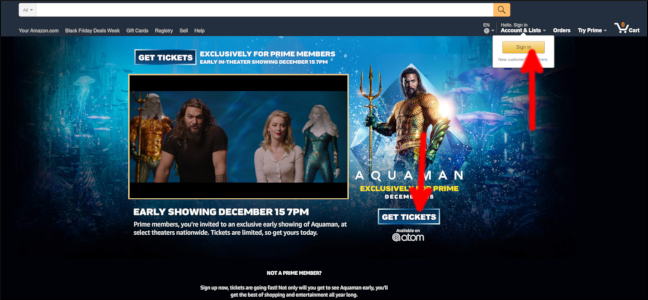 All
EN
Hello, Sign in
Your Amazon.com Black Friday Deals Week Gift Cards Registry Sell Help
Account & Lists Orders Try Prime Cart
Sign in
New customer?
GET TICKETS
EXCLUSIVELY FOR PRIME MEMBERS
EARLY IN-THEATER SHOWING DECEMBER 15 7PM
AQUAMAN
EXCLUSIVELY FOR PRIME
DECEMBER
GET TICKETS
Available on
atom
EARLY SHOWING DECEMBER 15 7PM
Prime members, you're invited to an exclusive early showing of Aquaman, at
select theaters nationwide. Tickets are limited, so get yours today.
NOT A PRIME MEMBER?
Sign up now, tickets are going fast! Not only will you get to see Aquaman early, you'll
get the best of shopping and entertainment all year long.